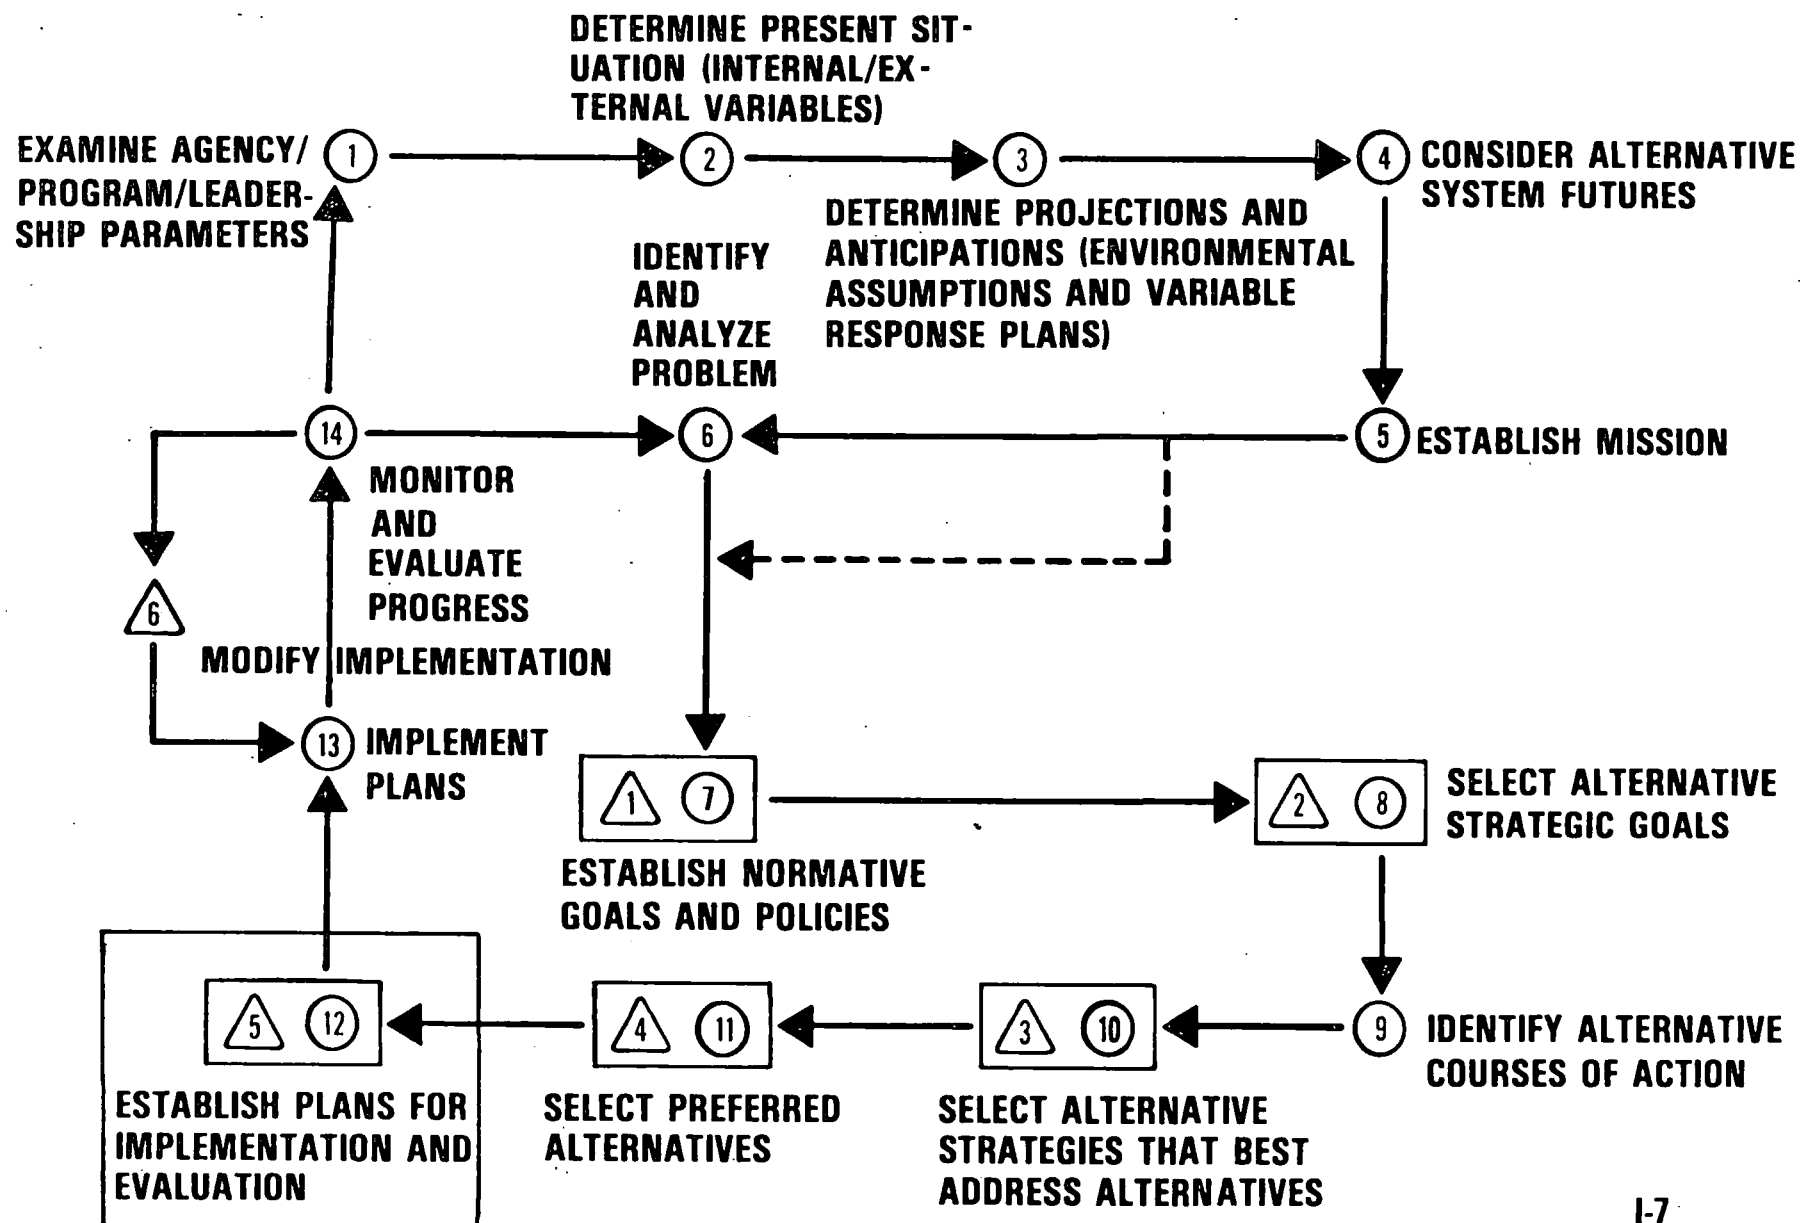 DETERMINE PRESENT SIT-
UATION (INTERNAL/EX-
TERNAL VARIABLES)
EXAMINE AGENCY/
PROGRAM/LEADER-
SHIP PARAMETERS
1
2
3
4
CONSIDER ALTERNATIVE
SYSTEM FUTURES
DETERMINE PROJECTIONS AND
ANTICIPATIONS (ENVIRONMENTAL
ASSUMPTIONS AND VARIABLE
RESPONSE PLANS)
IDENTIFY
AND
ANALYZE
PROBLEM
14
6
5
ESTABLISH MISSION
MONITOR
AND
EVALUATE
PROGRESS
6
MODIFY IMPLEMENTATION
13
IMPLEMENT
PLANS
1 7
ESTABLISH NORMATIVE
GOALS AND POLICIES
2 8
SELECT ALTERNATIVE
STRATEGIC GOALS
5 12
ESTABLISH PLANS FOR
IMPLEMENTATION AND
EVALUATION
4 11
SELECT PREFERRED
ALTERNATIVES
3 10
SELECT ALTERNATIVE
STRATEGIES THAT BEST
ADDRESS ALTERNATIVES
9
IDENTIFY ALTERNATIVE
COURSES OF ACTION
I-7